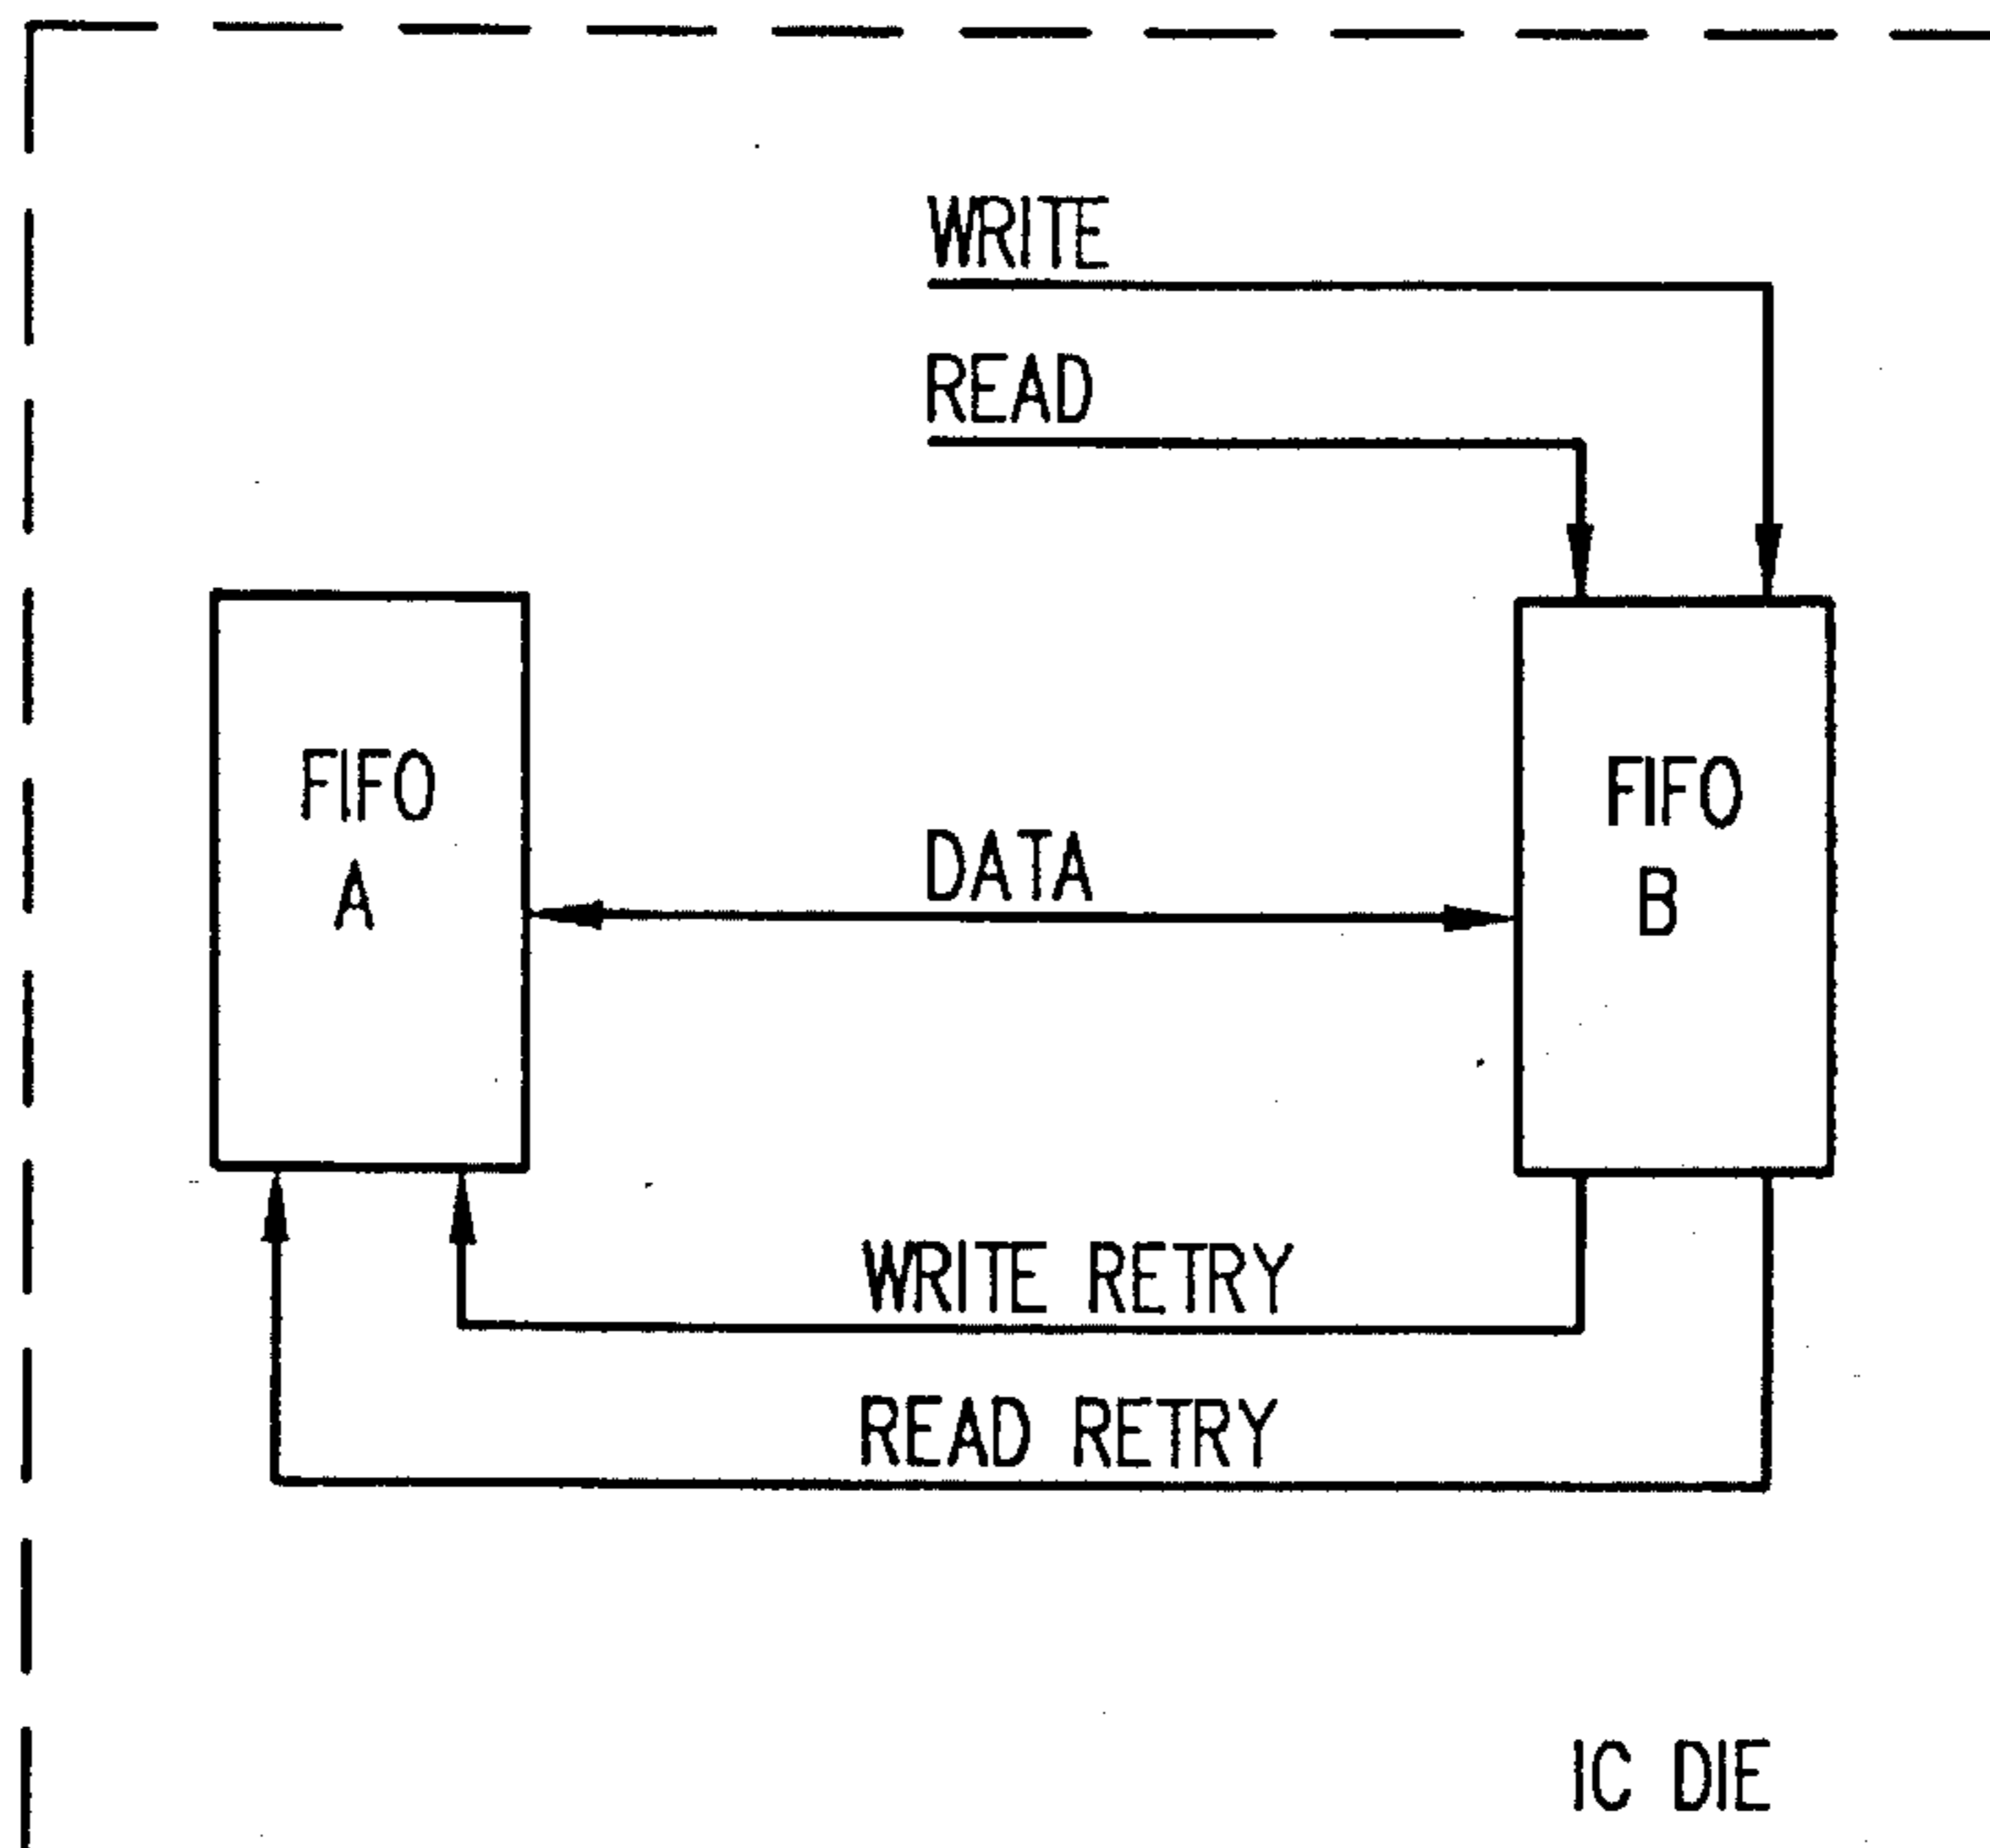 WRITE
READ
FIFO
A
DATA
FIFO
B
WRITE RETRY
READ RETRY
IC DIE